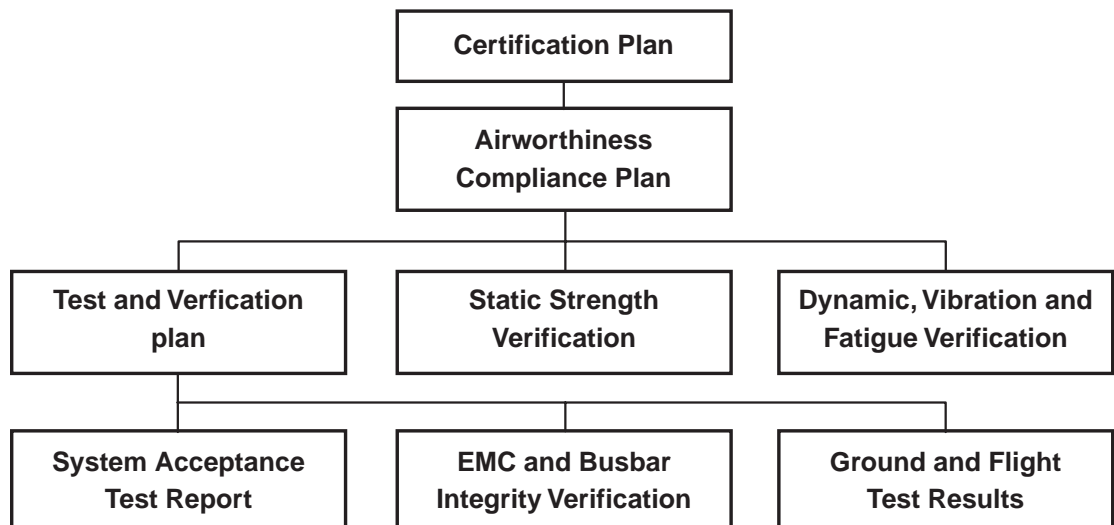 Certification Plan
Airworthiness
Compliance Plan
Test and Verfication
plan
Static Strength
Verification
Dynamic, Vibration and
Fatigue Verification
System Acceptance
Test Report
EMC and Busbar
Integrity Verification
Ground and Flight
Test Results